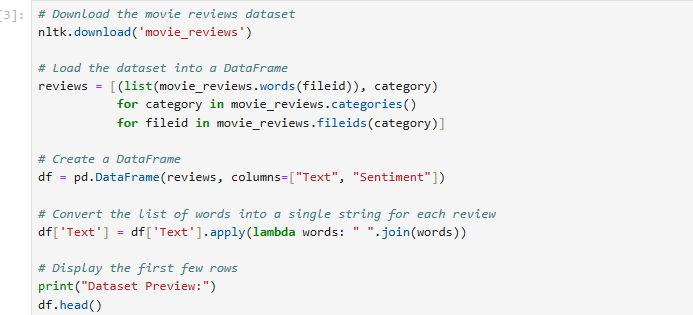 [3]:
# Download the movie reviews dataset
nltk.download('movie_reviews')
# Load the dataset into a DataFrame
reviews = [(list(movie_reviews.words(fileid)), category)
           for category in movie_reviews.categories()
           for fileid in movie_reviews.fileids(category)]
# Create a DataFrame
df = pd.DataFrame(reviews, columns=["Text", "Sentiment"])
# Convert the list of words into a single string for each review
df['Text'] = df['Text'].apply(lambda words: " ".join(words))
# Display the first few rows
print("Dataset Preview:")
df.head()